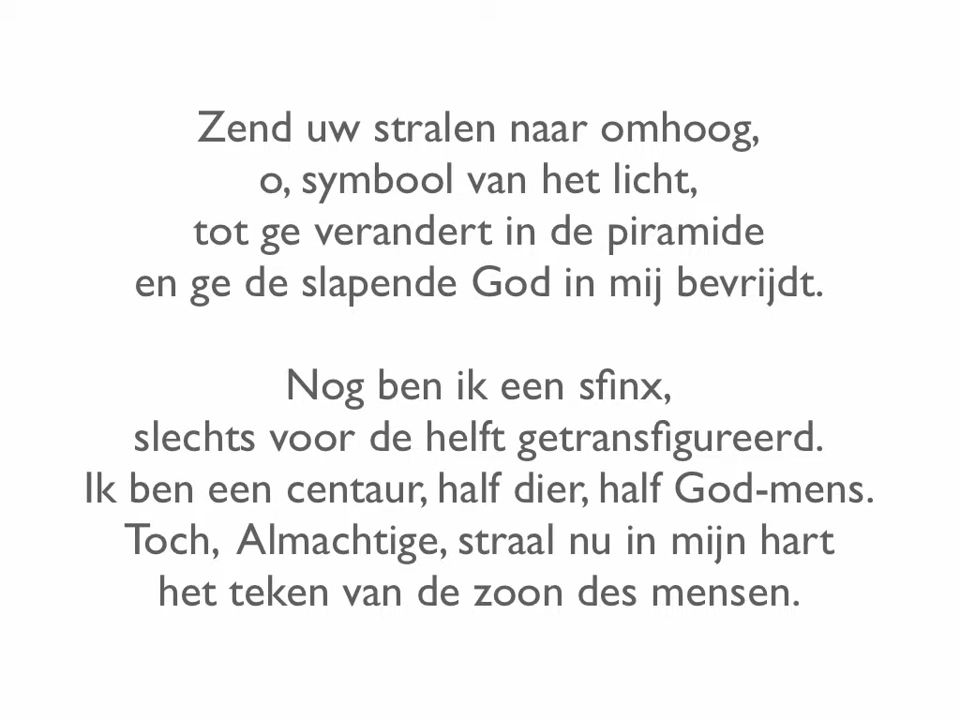 Zend uw stralen naar omhoog,
o, symbool van het licht,
tot ge verandert in de piramide
en ge de slapende God in mij bevrijdt.
Nog ben ik een sfinx,
slechts voor de helft getransfigureerd.
Ik ben een centaur, half dier, half God-mens.
Toch, Almachtige, straal nu in mijn hart
het teken van de zoon des mensen.